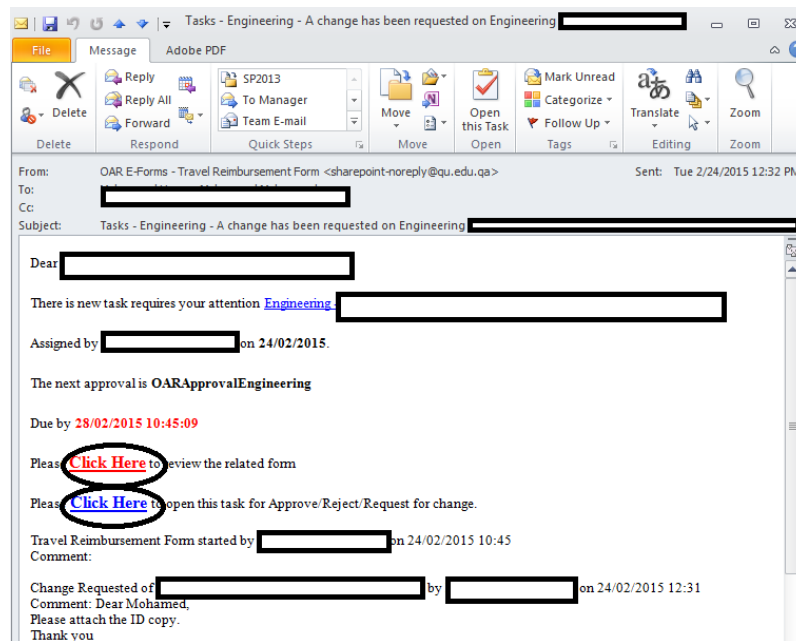 Tasks - Engineering - A change has been requested on Engineering
File Message Adobe PDF
Delete
Reply
Reply All
Forward
SP2013
To Manager
Team E-mail
Move
Open this Task
Mark Unread
Categorize
Follow Up
Translate
Zoom
Delete Respond Quick Steps Move Open Tags Editing Zoom
From: OAR E-Forms - Travel Reimbursement Form <sharepoint-noreply@qu.edu.qa> Sent: Tue 2/24/2015 12:32 PM
To:
Cc:
Subject: Tasks - Engineering - A change has been requested on Engineering
Dear
There is new task requires your attention Engineering -
Assigned by on 24/02/2015.
The next approval is OARApprovalEngineering
Due by 28/02/2015 10:45:09
Pleas Click Here to review the related form
Pleas Click Here to open this task for Approve/Reject/Request for change.
Travel Reimbursement Form started by on 24/02/2015 10:45
Comment:
Change Requested of by on 24/02/2015 12:31
Comment: Dear Mohamed,
Please attach the ID copy.
Thank you